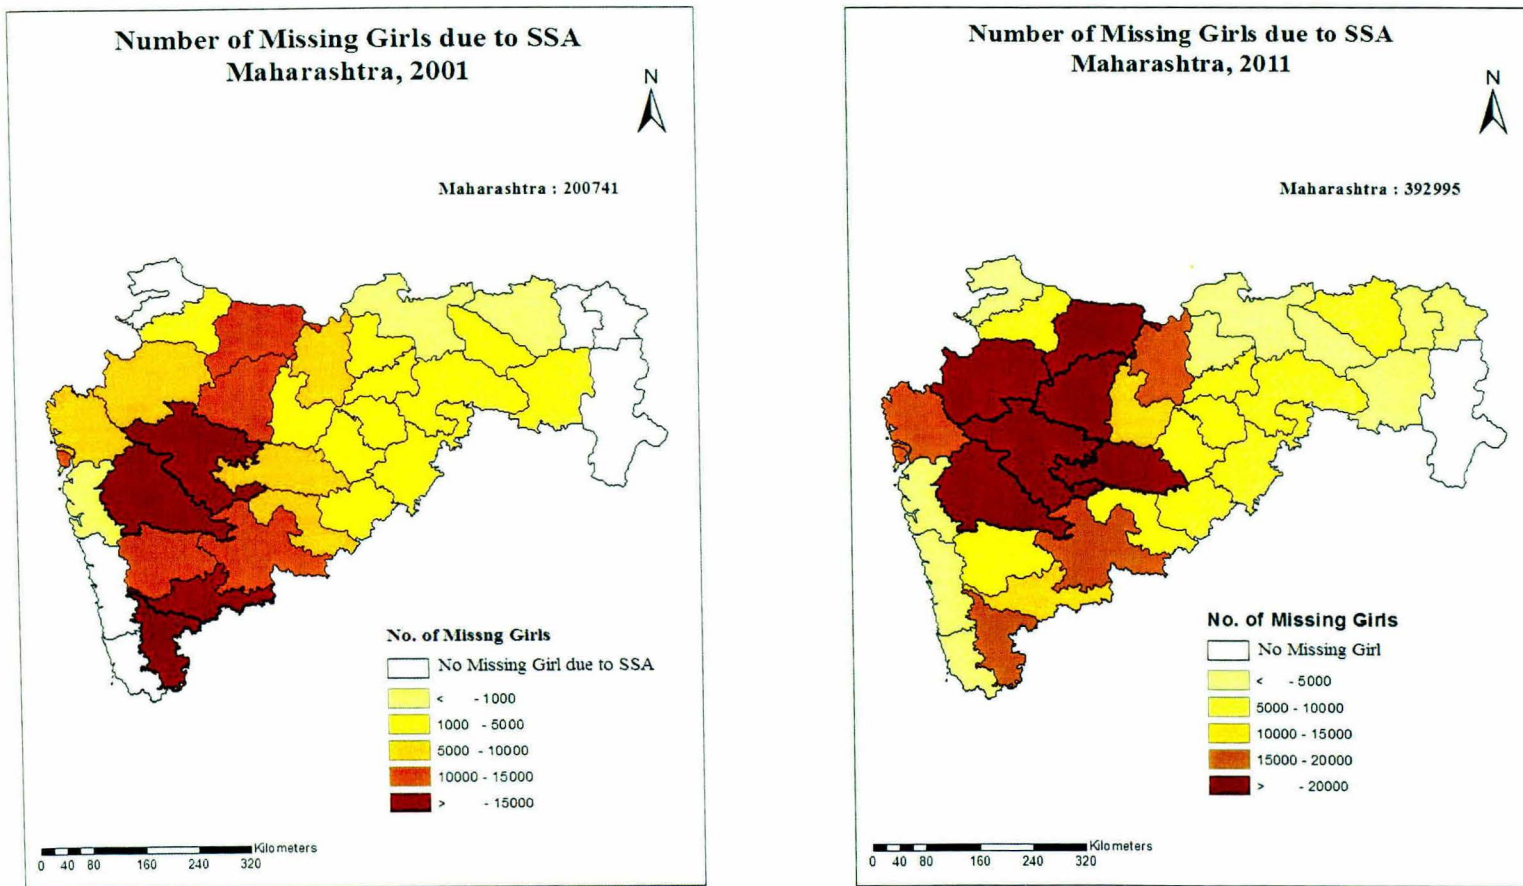 Number of Missing Girls due to SSA
Maharashtra, 2001
N
Maharashtra : 200741
No. of Missng Girls
No Missing Girl due to SSA
< - 1000
1000 - 5000
5000 - 10000
10000 - 15000
> - 15000
Kilometers
0 40 80 160 240 320
Number of Missing Girls due to SSA
Maharashtra, 2011
N
Maharashtra : 392995
No. of Missing Girls
No Missing Girl
< - 5000
5000 - 10000
10000 - 15000
15000 - 20000
> - 20000
Kilometers
0 40 80 160 240 320